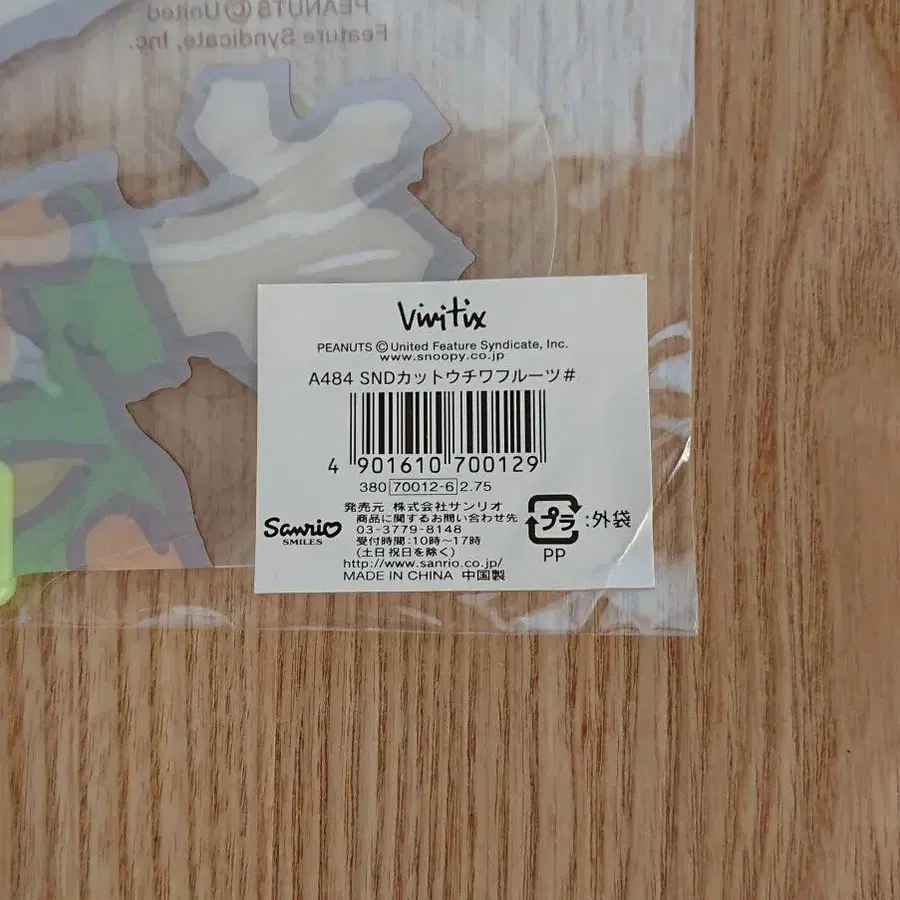 PEANUTS © United
Feature Syndicate, Inc.
Vivitix
PEANUTS © United Feature Syndicate, Inc.
www.snoopy.co.jp
A484 SNDカットウチワフルーツ#
4 901610 700129
380 70012-6 2.75
発売元 株式会社サンリオ
商品に関するお問い合わせ先
03-3779-8148
受付時間:10時〜17時
(土日祝日を除く)
http://www.sanrio.co.jp/
MADE IN CHINA 中国製
Sanrio
SMILES
プラ :外袋
PP